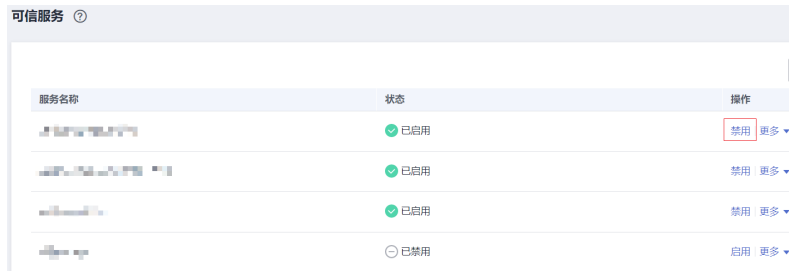 可信服务 ?
服务名称 状态 操作
已启用 禁用 更多
已启用 禁用 更多
已启用 禁用 更多
已禁用 启用 更多